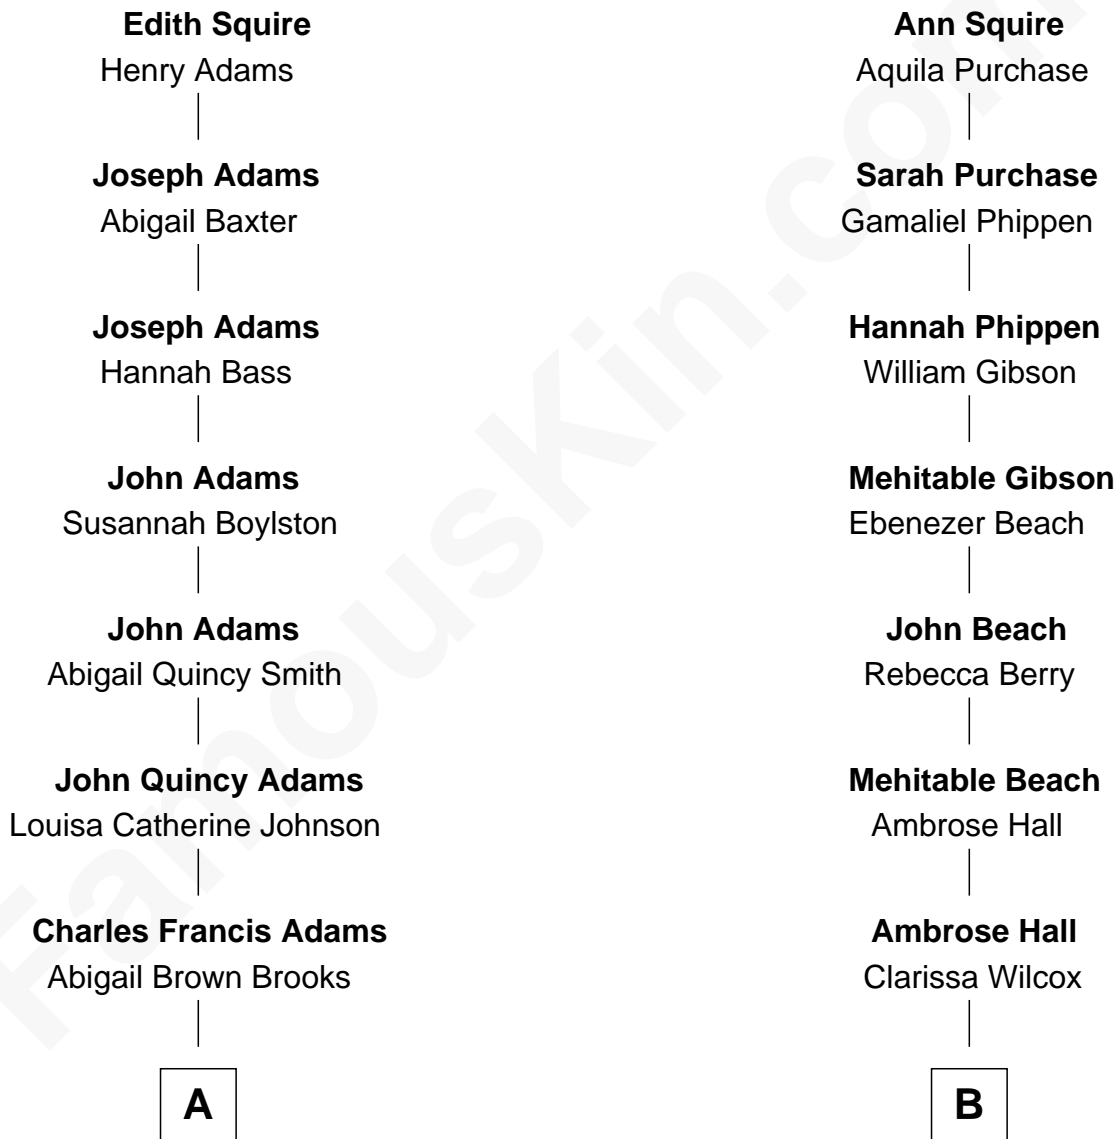 Edith Squire
Henry Adams
Joseph Adams
Abigail Baxter
Joseph Adams
Hannah Bass
John Adams
Susannah Boylston
John Adams
Abigail Quincy Smith
John Quincy Adams
Louisa Catherine Johnson
Charles Francis Adams
Abigail Brown Brooks
A
Ann Squire
Aquila Purchase
Sarah Purchase
Gamaliel Phippen
Hannah Phippen
William Gibson
Mehitable Gibson
Ebenezer Beach
John Beach
Rebecca Berry
Mehitable Beach
Ambrose Hall
Ambrose Hall
Clarissa Wilcox
B
FamousKin.com